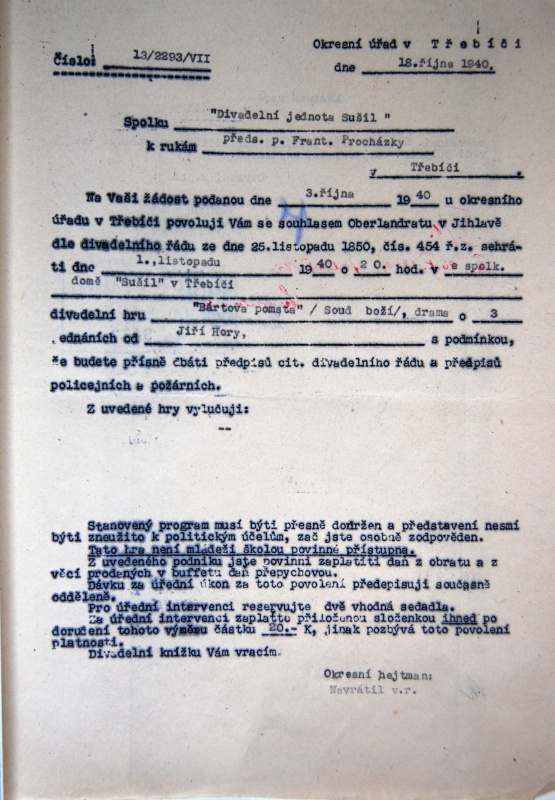 Okresní úřad v Třebíči
Číslo: 13/2293/VII
dne 18.října 1940.
Spolku "Divadelní jednota Sušil "
k rukám předs. p. Frant. Procházky
v Třebíči .
Na Vaši žádost podanou dne 3.října 1940 u okresního
úřadu v Třebíči povoluji Vám se souhlasem Oberlandratu v Jihlavě
dle divadelního řádu ze dne 25.listopadu 1850, čís. 454 ř.z. sehrá-
ti dne 1.,listopadu 1940 o 20. hod. v e spolk.
domě "Sušil" v Třebíči
divadelní hru "Bártova pomsta" / Soud boží/, drama o 3
jednáních od Jiří Hory, s podmínkou,
že budete přísně dbáti předpisů cit. divadelního řádu a předpisů
policejních a požárních.
Z uvedené hry vylučuji:
--
Stanovený program musí býti přesně dodržen a představení nesmí
býti zneužito k politickým účelům, zač jste osobně zodpověden.
Tato hra není mládeži školou povinné přístupna.
Z uvedeného podniku jste povinni zaplatiti daň z obratu a z
věcí prodaných v buffetu daň přepychovou.
Dávku za úřední úkon za toto povolení předepisuji současně
odděleně.
Pro úřední intervenci reservujte dvě vhodná sedadla.
Za úřední intervenci zaplaťte přiloženou složenkou ihned po
doručení tohoto výměru částku 20.- K, jinak pozbývá toto povolení
platnosti.
Divadelní knížku Vám vracím.
Okresní hejtman:
Navrátil v.r.